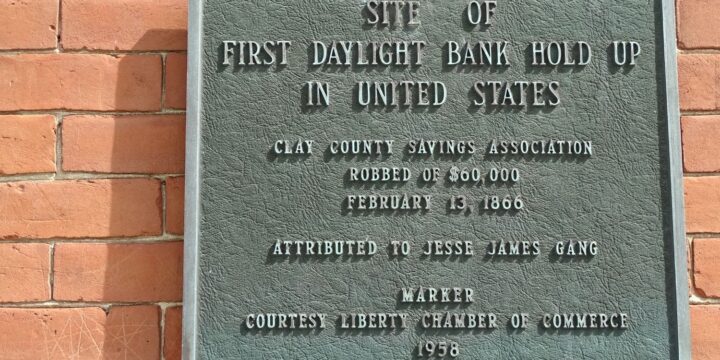 SITE OF
FIRST DAYLIGHT BANK HOLD UP
IN UNITED STATES
CLAY COUNTY SAVINGS ASSOCIATION
ROBBED OF $60,000
FEBRUARY 13, 1866
ATTRIBUTED TO JESSE JAMES GANG
MARKER
COURTESY LIBERTY CHAMBER OF COMMERCE
1958